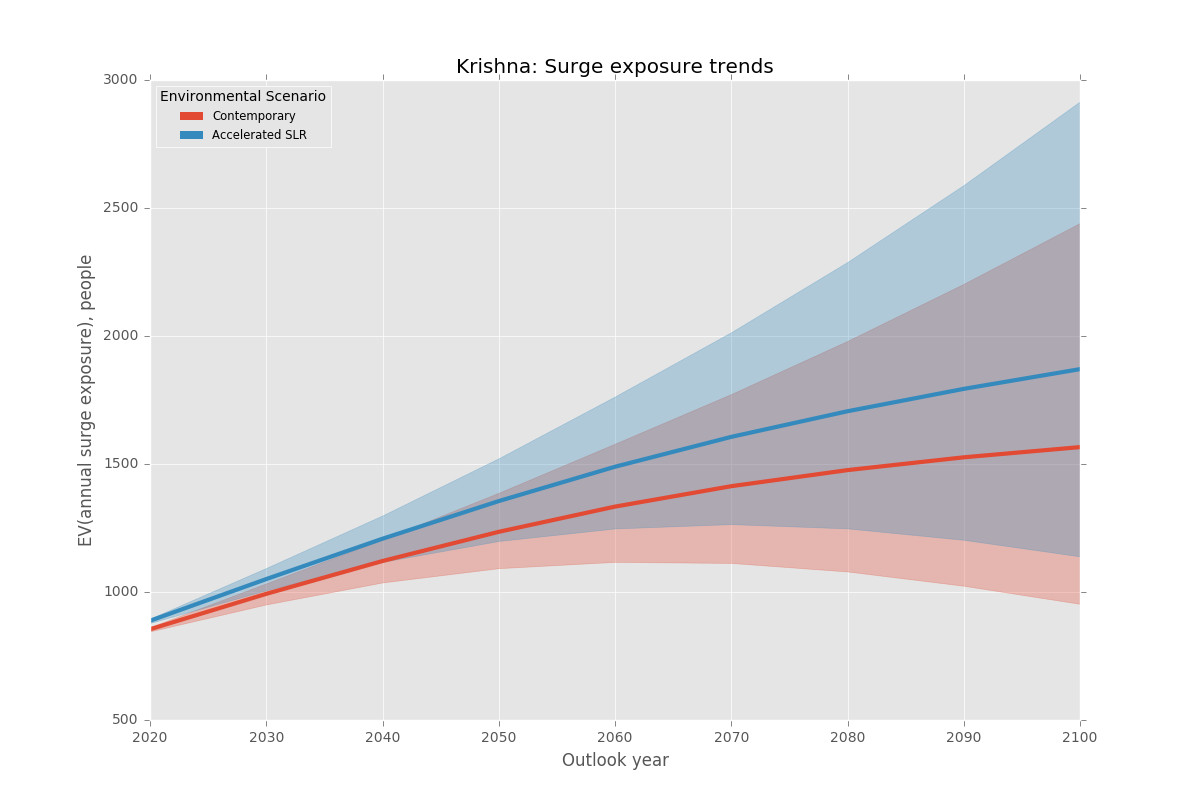 Krishna: Surge exposure trends
Environmental Scenario
Contemporary
Accelerated SLR
EV(annual surge exposure), people
3000
2500
2000
1500
1000
500
2020 2030 2040 2050 2060 2070 2080 2090 2100
Outlook year